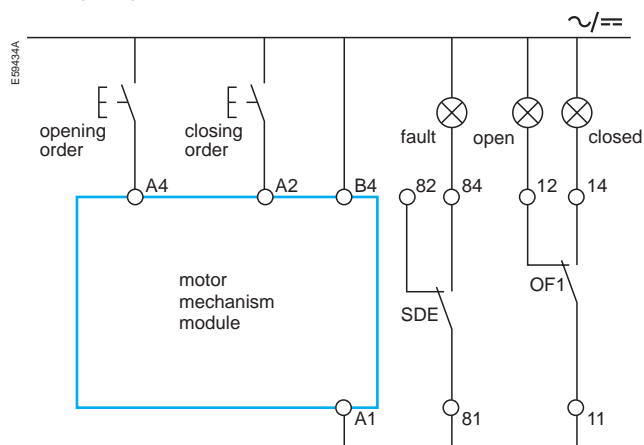 ∼/⎓
E59434A
opening
order
closing
order
fault
open
closed
A4
A2
B4
82
84
12
14
motor
mechanism
module
SDE
OF1
A1
81
11